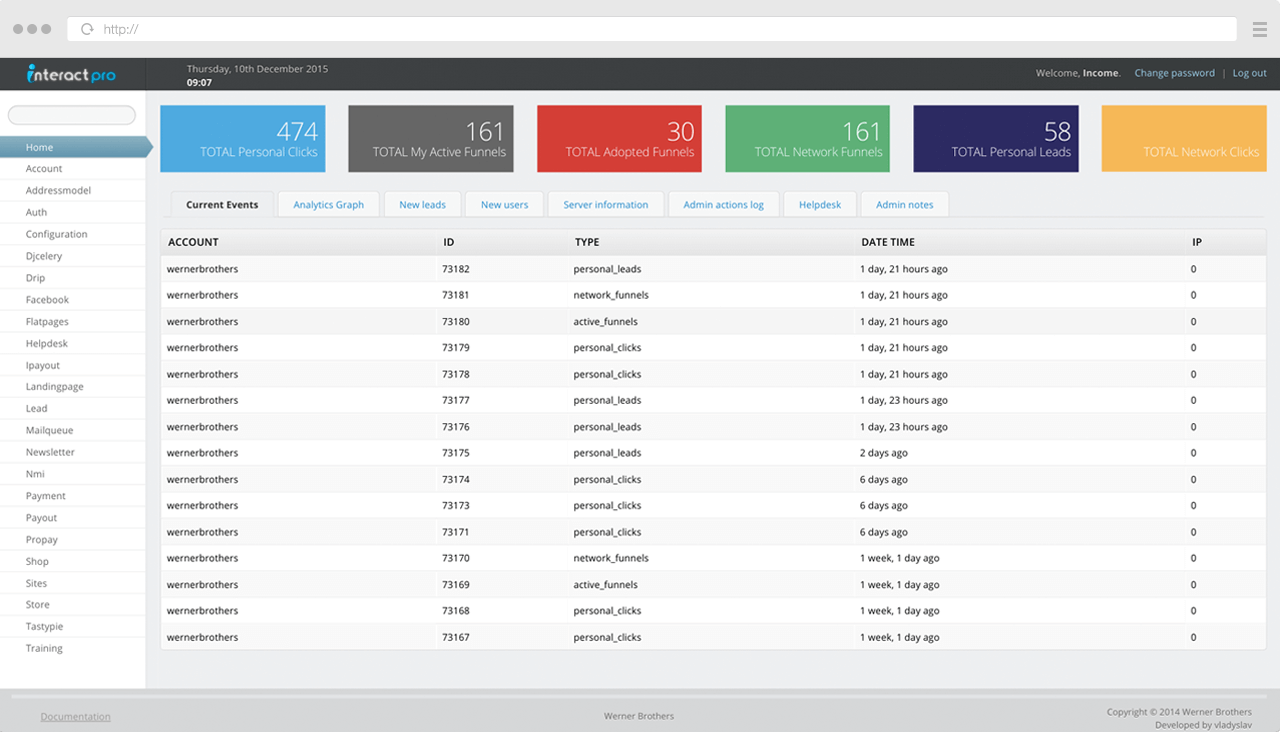 http://
interactpro
Thursday, 10th December 2015
09:07
Welcome, Income. Change password | Log out
474
TOTAL Personal Clicks
161
TOTAL My Active Funnels
30
TOTAL Adopted Funnels
161
TOTAL Network Funnels
58
TOTAL Personal Leads
TOTAL Network Clicks
Home
Account
Addressmodel
Auth
Configuration
Djcelery
Drip
Facebook
Flatpages
Helpdesk
Ipayout
Landingpage
Lead
Mailqueue
Newsletter
Nmi
Payment
Payout
Propay
Shop
Sites
Store
Tastypie
Training
Current Events Analytics Graph New leads New users Server information Admin actions log Helpdesk Admin notes
ACCOUNT ID TYPE DATE TIME IP
wernerbrothers 73182 personal_leads 1 day, 21 hours ago 0
wernerbrothers 73181 network_funnels 1 day, 21 hours ago 0
wernerbrothers 73180 active_funnels 1 day, 21 hours ago 0
wernerbrothers 73179 personal_clicks 1 day, 21 hours ago 0
wernerbrothers 73178 personal_clicks 1 day, 21 hours ago 0
wernerbrothers 73177 personal_leads 1 day, 23 hours ago 0
wernerbrothers 73176 personal_leads 1 day, 23 hours ago 0
wernerbrothers 73175 personal_leads 2 days ago 0
wernerbrothers 73174 personal_clicks 6 days ago 0
wernerbrothers 73173 personal_clicks 6 days ago 0
wernerbrothers 73171 personal_clicks 6 days ago 0
wernerbrothers 73170 network_funnels 1 week, 1 day ago 0
wernerbrothers 73169 active_funnels 1 week, 1 day ago 0
wernerbrothers 73168 personal_clicks 1 week, 1 day ago 0
wernerbrothers 73167 personal_clicks 1 week, 1 day ago 0
Documentation
Werner Brothers
Copyright © 2014 Werner Brothers
Developed by vladyslav